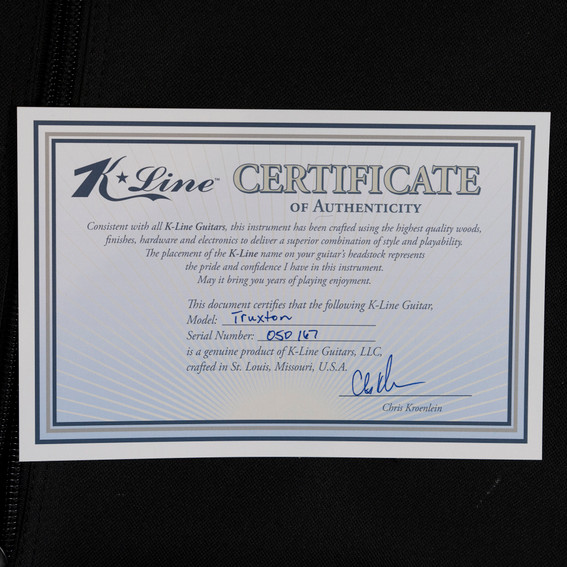 K★Line™ CERTIFICATE
OF AUTHENTICITY
Consistent with all K-Line Guitars, this instrument has been crafted using the highest quality woods,
finishes, hardware and electronics to deliver a superior combination of style and playability.
The placement of the K-Line name on your guitar's headstock represents
the pride and confidence I have in this instrument.
May it bring you years of playing enjoyment.
This document certifies that the following K-Line Guitar,
Model: Truxton
Serial Number: 050167
is a genuine product of K-Line Guitars, LLC,
crafted in St. Louis, Missouri, U.S.A.
Chris Kroenlein